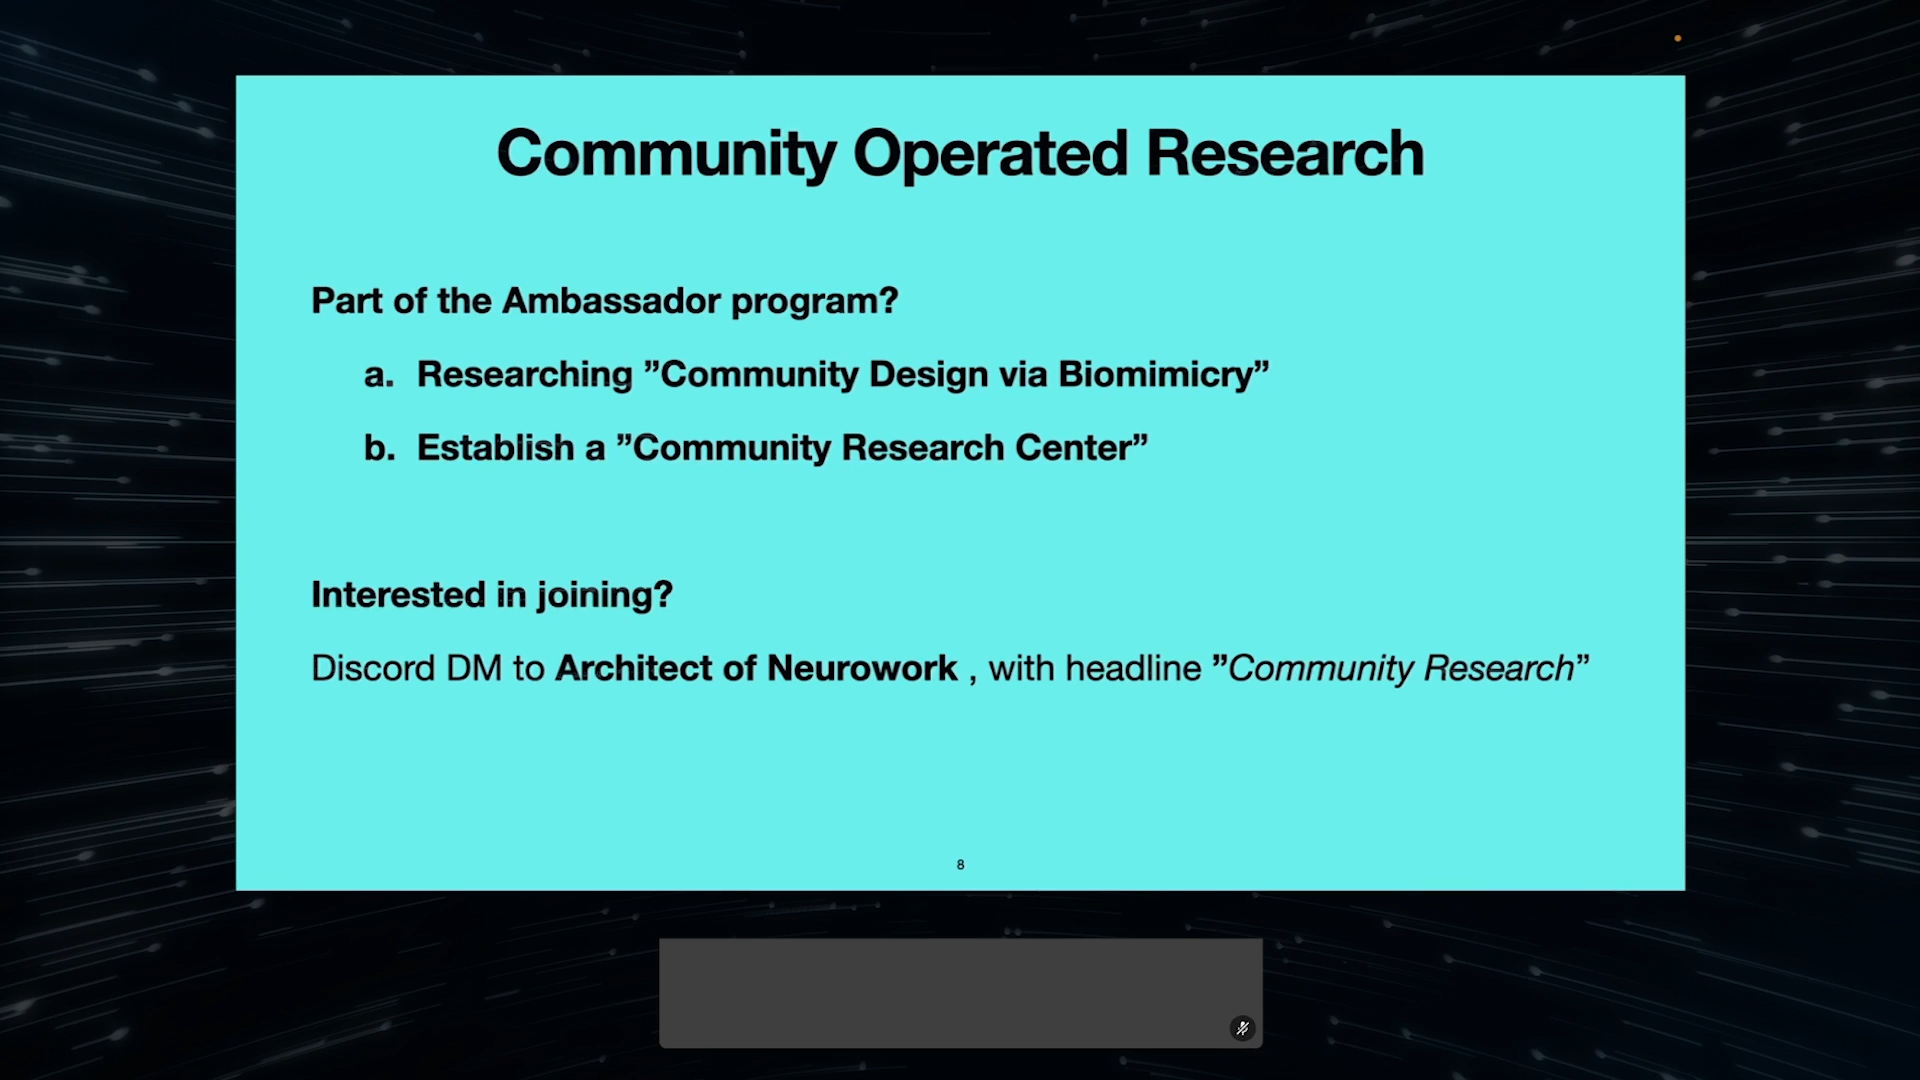 Community Operated Research
Part of the Ambassador program?
a. Researching ”Community Design via Biomimicry”
b. Establish a ”Community Research Center”
Interested in joining?
Discord DM to Architect of Neurowork , with headline ”Community Research”
8